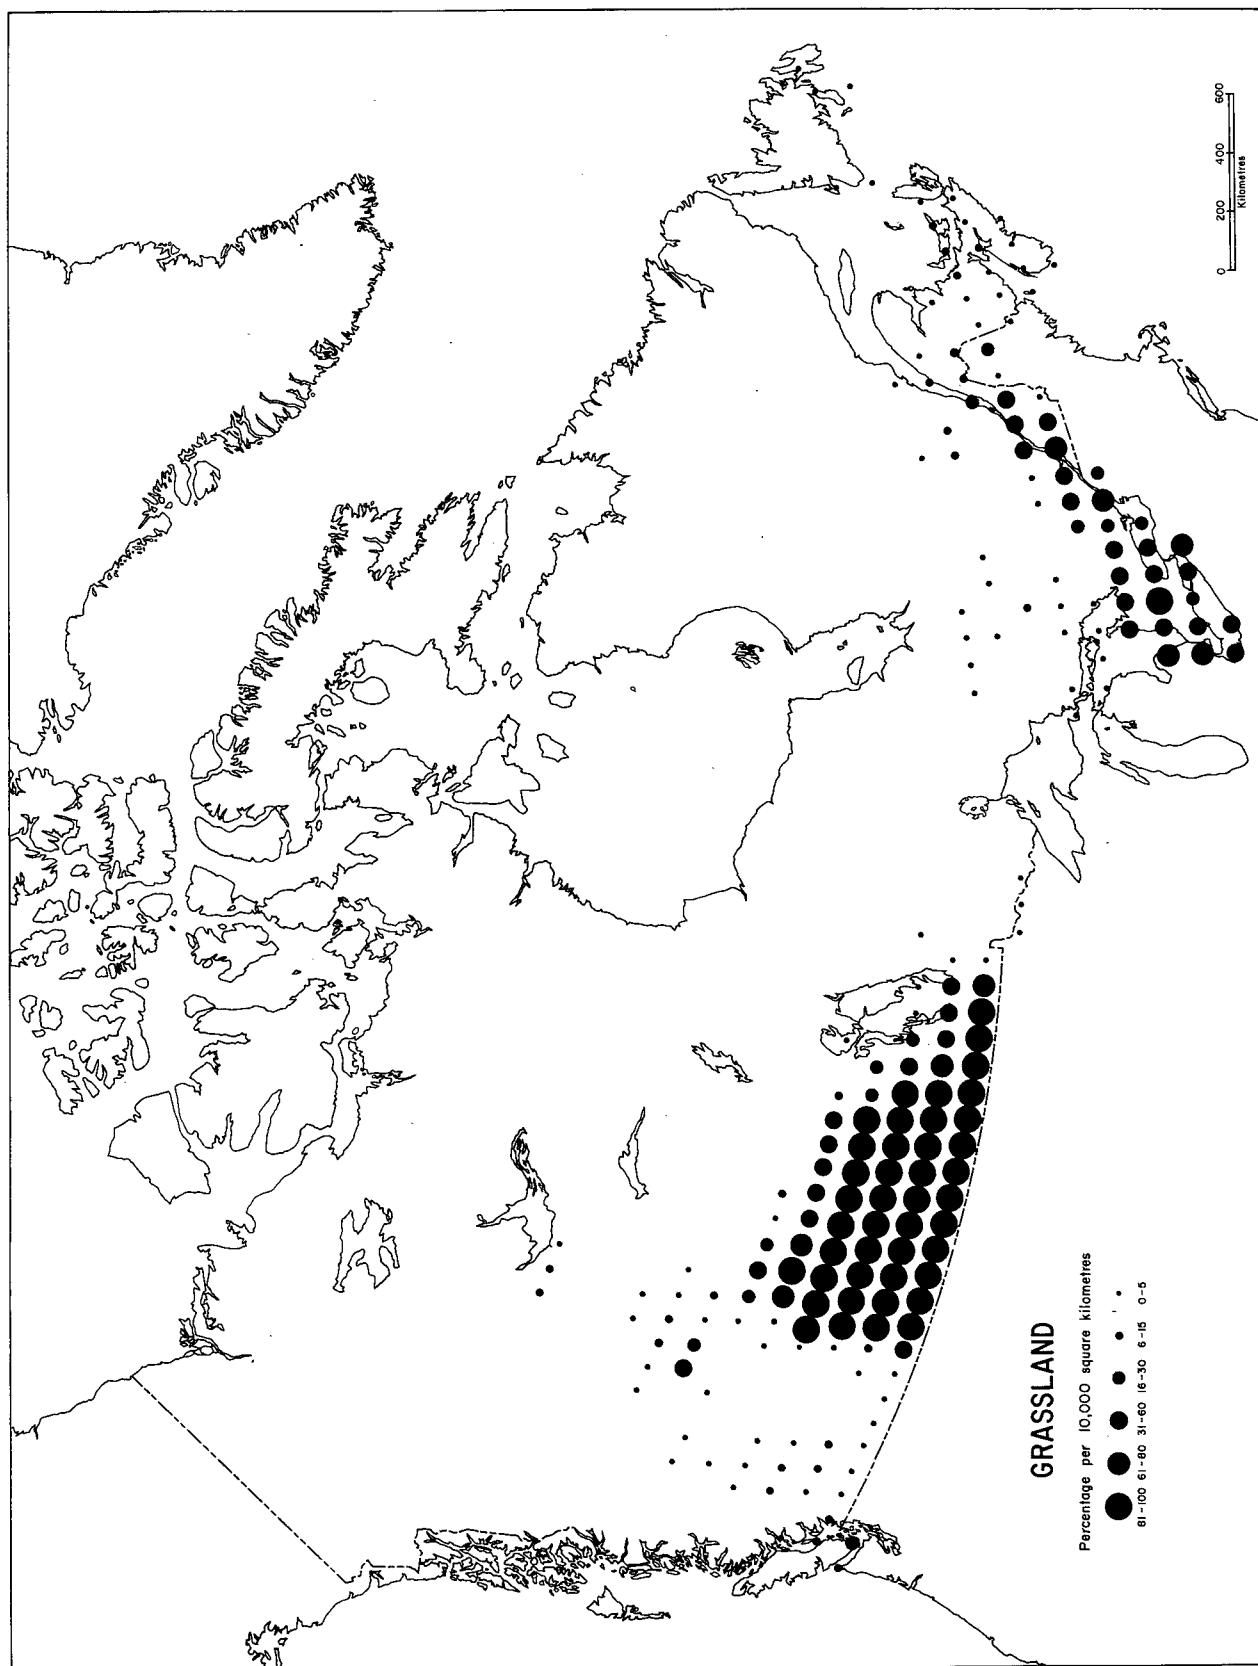 GRASSLAND
Percentage per 10,000 square kilometres
81-100 61-80 31-60 16-30 6-15 0-5
0 200 400 600
Kilometres